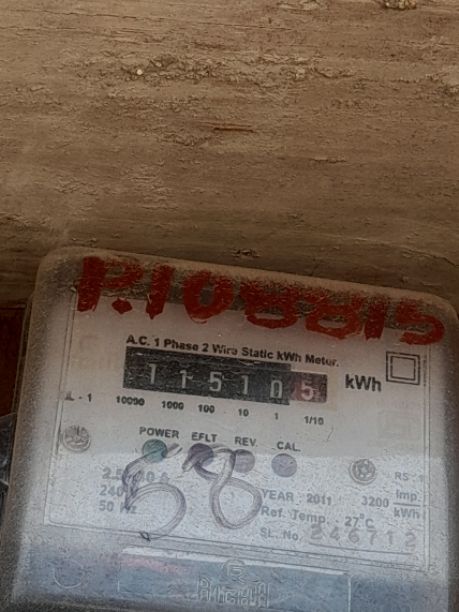 P.108815
A.C. 1 Phase 2 Wire Static kWh Meter.
115105 kWh
10000 1000 100 10 1 1/10
POWER EFLT REV. CAL.
58
240
50 Hz
YEAR : 2011 3200 Imp. kWh
Ref. Temp. 27°C
SL. No. 246712